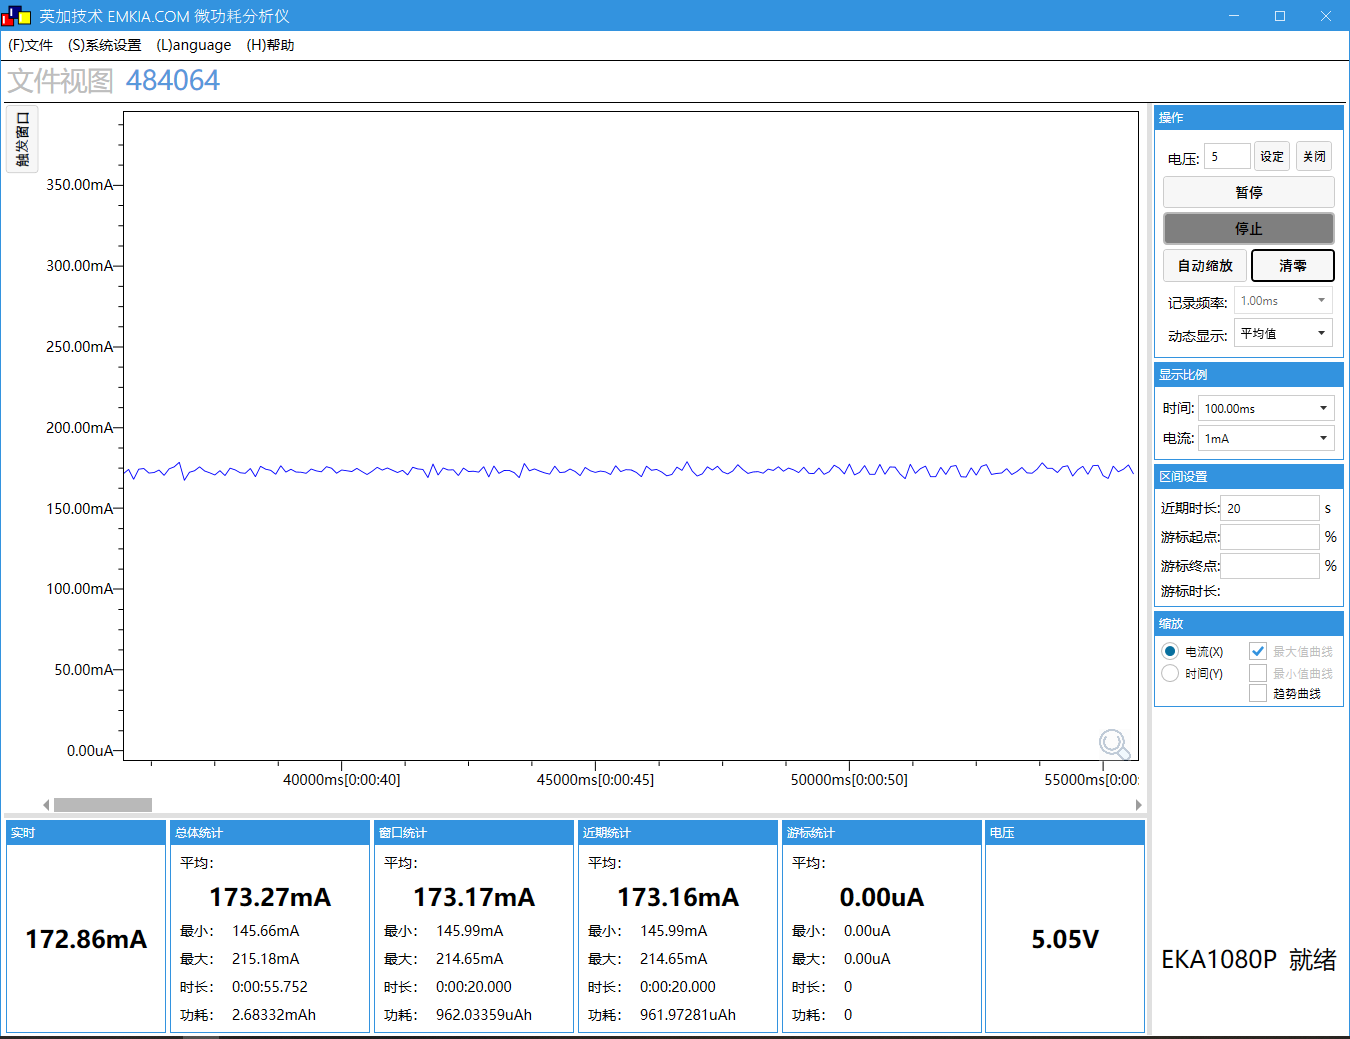 英加技术 EMKIA.COM 微功耗分析仪
(F)文件 (S)系统设置 (L)anguage (H)帮助
文件视图 484064
触发窗口
350.00mA
300.00mA
250.00mA
200.00mA
150.00mA
100.00mA
50.00mA
0.00uA
40000ms[0:00:40] 45000ms[0:00:45] 50000ms[0:00:50] 55000ms[0:00:
操作
电压: 5 设定 关闭
暂停
停止
自动缩放 清零
记录频率: 1.00ms
动态显示: 平均值
显示比例
时间: 100.00ms
电流: 1mA
区间设置
近期时长: 20 s
游标起点: %
游标终点: %
游标时长:
缩放
电流(X) 最大值曲线
时间(Y) 最小值曲线
趋势曲线
实时
172.86mA
总体统计
平均:
173.27mA
最小: 145.66mA
最大: 215.18mA
时长: 0:00:55.752
功耗: 2.68332mAh
窗口统计
平均:
173.17mA
最小: 145.99mA
最大: 214.65mA
时长: 0:00:20.000
功耗: 962.03359uAh
近期统计
平均:
173.16mA
最小: 145.99mA
最大: 214.65mA
时长: 0:00:20.000
功耗: 961.97281uAh
游标统计
平均:
0.00uA
最小: 0.00uA
最大: 0.00uA
时长: 0
功耗: 0
电压
5.05V
EKA1080P 就绪